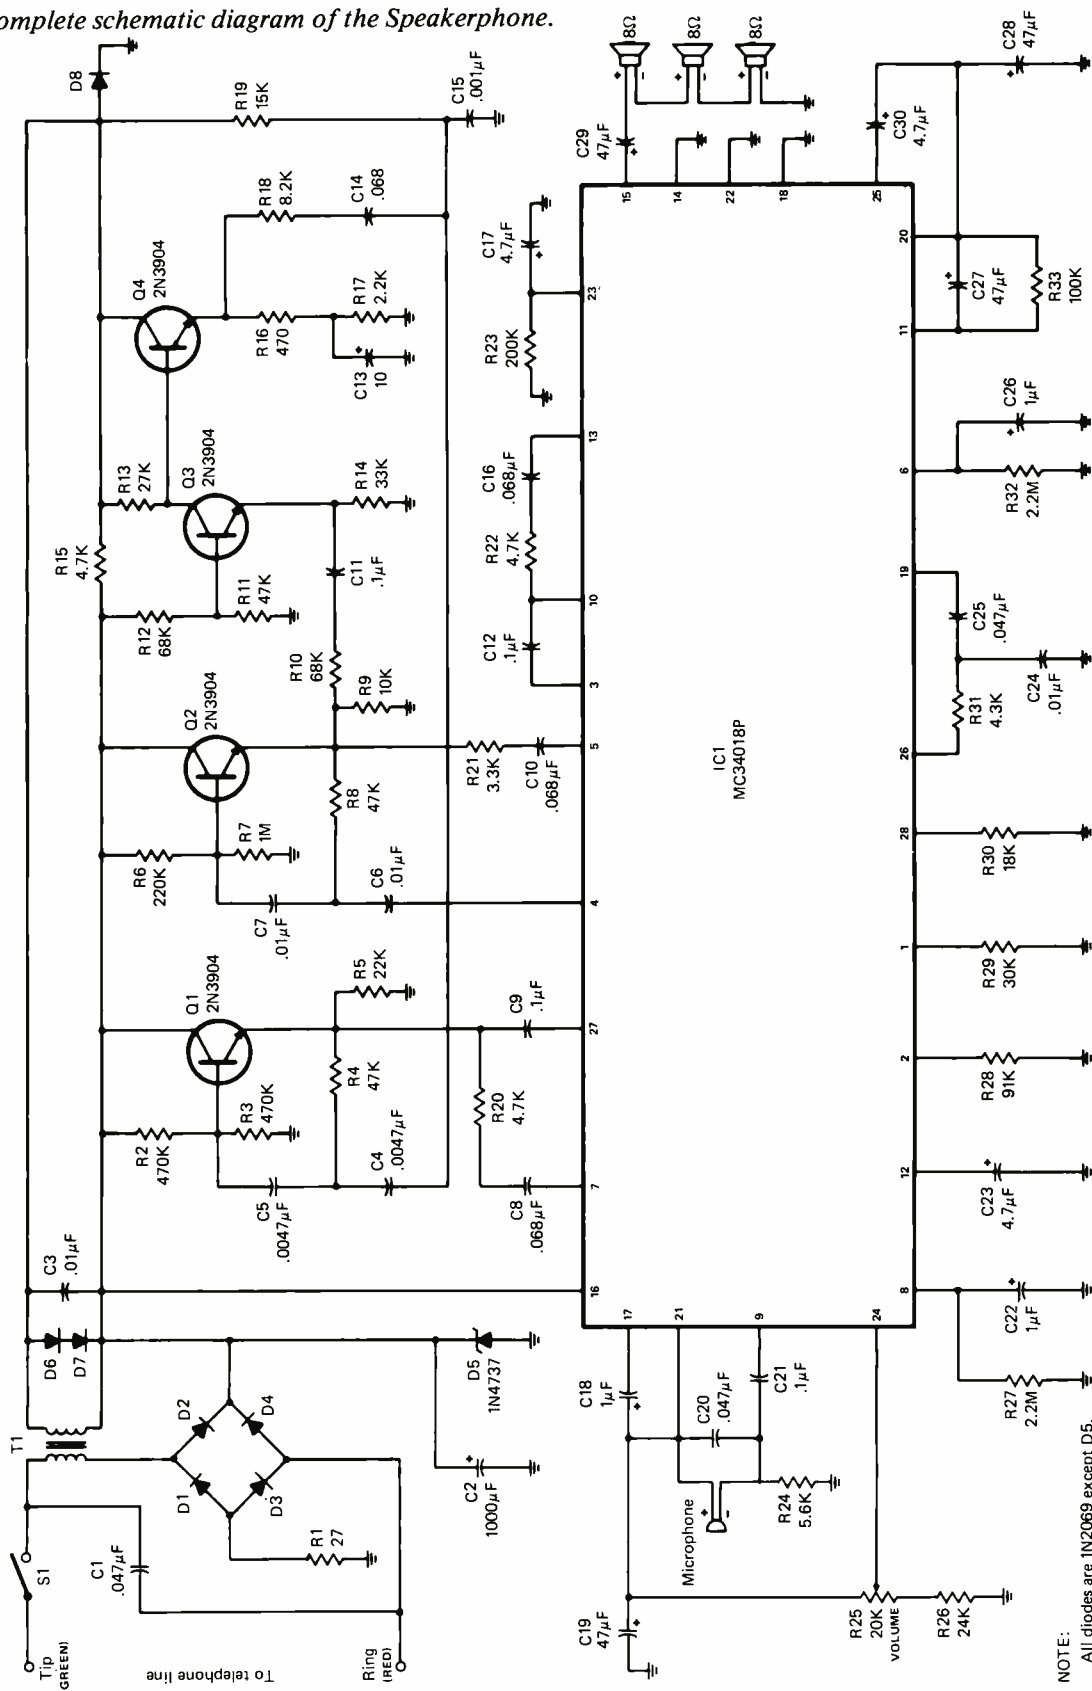 omplete schematic diagram of the Speakerphone.
Tip
(GREEN)
S1
C1
.047µF
To telephone line
Ring
(RED)
T1
D1
D2
D3
D4
R1
27
D6
D7
C3
.01µF
C2
1000µF
D5
1N4737
R2
470K
R3
470K
Q1
2N3904
C5
.0047µF
R4
47K
R5
22K
C4
.0047µF
R20
4.7K
C8
.068µF
C9
.1µF
R6
220K
R7
1M
Q2
2N3904
C7
.01µF
R8
47K
C6
.01µF
R9
10K
R10
68K
C11
.1µF
R21
3.3K
C10
.068µF
R12
68K
R11
47K
R15
4.7K
R13
27K
Q3
2N3904
R14
33K
Q4
2N3904
R16
470
C13
10
R17
2.2K
R18
8.2K
C14
.068
R19
15K
D8
C15
.001µF
C12
.1µF
R22
4.7K
C16
.068µF
R23
200K
C17
4.7µF
C29
47µF
8Ω
8Ω
8Ω
16
7
27
4
5
3
10
13
23
15
14
22
18
25
17
21
9
24
IC1
MC34018P
8
12
2
1
28
26
19
6
11
20
C19
47µF
C18
1µF
C20
.047µF
C21
.1µF
Microphone
R24
5.6K
R25
20K
VOLUME
R26
24K
R27
2.2M
C22
1µF
C23
4.7µF
R28
91K
R29
30K
R30
18K
R31
4.3K
C25
.047µF
C24
.01µF
R32
2.2M
C26
1µF
C27
47µF
R33
100K
C30
4.7µF
C28
47µF
NOTE:
All diodes are 1N2069 except D5.